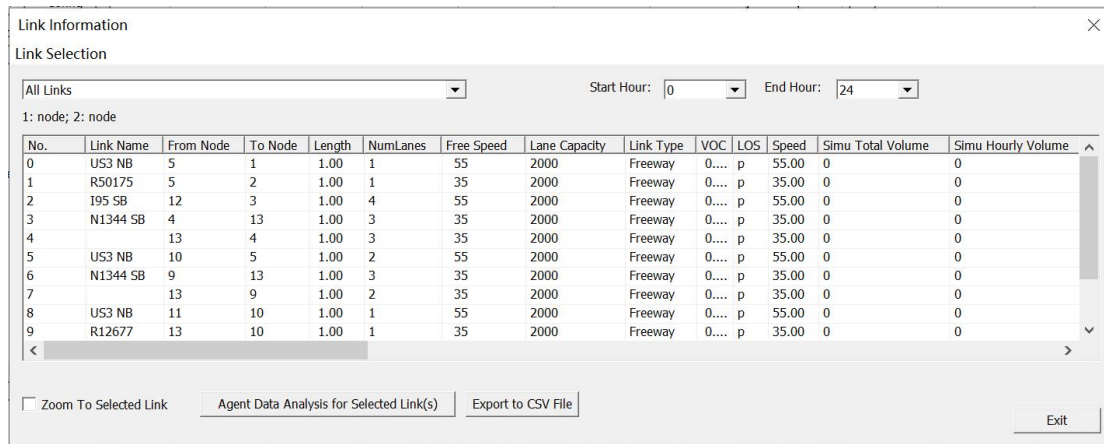 Link Information
Link Selection
All Links Start Hour: 0 End Hour: 24
1: node; 2: node
No. Link Name From Node To Node Length NumLanes Free Speed Lane Capacity Link Type VOC LOS Speed Simu Total Volume Simu Hourly Volume
0 US3 NB 5 1 1.00 1 55 2000 Freeway 0.... p 55.00 0 0
1 R50175 5 2 1.00 1 35 2000 Freeway 0.... p 35.00 0 0
2 I95 SB 12 3 1.00 4 55 2000 Freeway 0.... p 55.00 0 0
3 N1344 SB 4 13 1.00 3 35 2000 Freeway 0.... p 35.00 0 0
4 13 4 1.00 3 35 2000 Freeway 0.... p 35.00 0 0
5 US3 NB 10 5 1.00 2 55 2000 Freeway 0.... p 55.00 0 0
6 N1344 SB 9 13 1.00 3 35 2000 Freeway 0.... p 35.00 0 0
7 13 9 1.00 2 35 2000 Freeway 0.... p 35.00 0 0
8 US3 NB 11 10 1.00 1 55 2000 Freeway 0.... p 55.00 0 0
9 R12677 13 10 1.00 1 35 2000 Freeway 0.... p 35.00 0 0
Zoom To Selected Link Agent Data Analysis for Selected Link(s) Export to CSV File
Exit